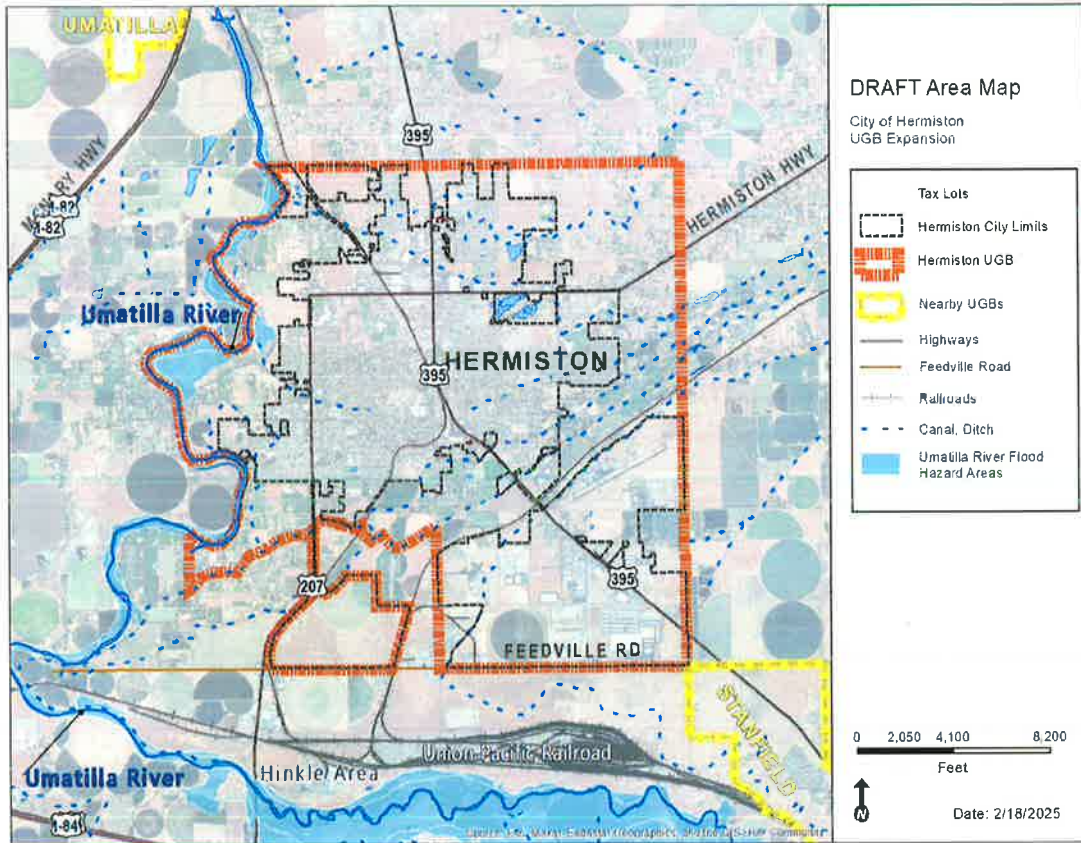 UMATILLA
395
MCNARY HWY
I-82
I-82
HERMISTON HWY
Umatilla River
HERMISTON
395
207
395
FEEDVILLE RD
STANFIELD
Union Pacific Railroad
Hinkle Area
Umatilla River
I-84
DRAFT Area Map
City of Hermiston
UGB Expansion
Tax Lots
Hermiston City Limits
Hermiston UGB
Nearby UGBs
Highways
Feedville Road
Railroads
Canal, Ditch
Umatilla River Flood
Hazard Areas
0 2,050 4,100 8,200
Feet
N
Date: 2/18/2025